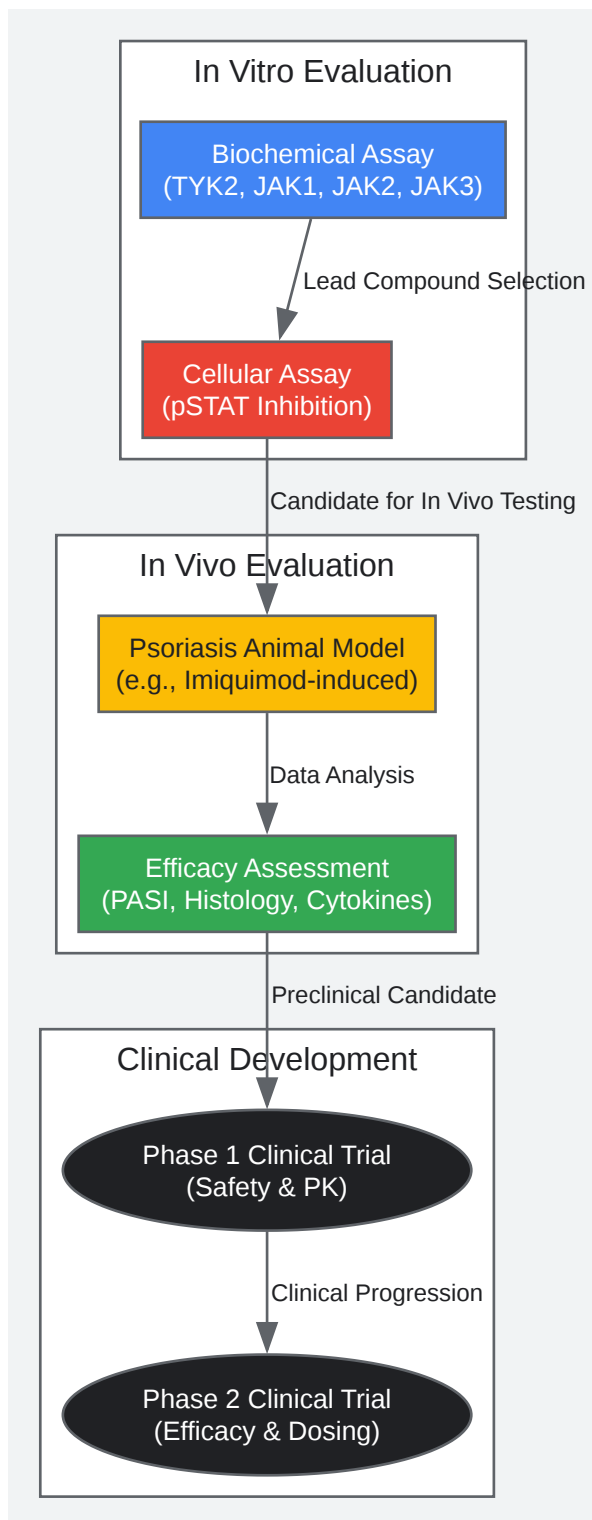 In Vitro Evaluation
Biochemical Assay
(TYK2, JAK1, JAK2, JAK3)
Lead Compound Selection
Cellular Assay
(pSTAT Inhibition)
Candidate for In Vivo Testing
In Vivo Evaluation
Psoriasis Animal Model
(e.g., Imiquimod-induced)
Data Analysis
Efficacy Assessment
(PASI, Histology, Cytokines)
Preclinical Candidate
Clinical Development
Phase 1 Clinical Trial
(Safety & PK)
Clinical Progression
Phase 2 Clinical Trial
(Efficacy & Dosing)